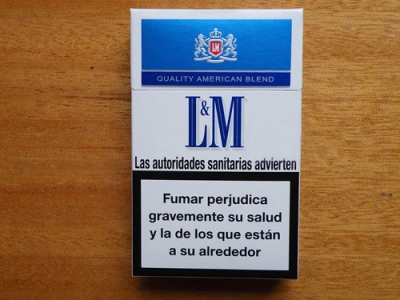 LM
QUALITY AMERICAN BLEND
L&M
Las autoridades sanitarias advierten
Fumar perjudica
gravemente su salud
y la de los que están
a su alrededor